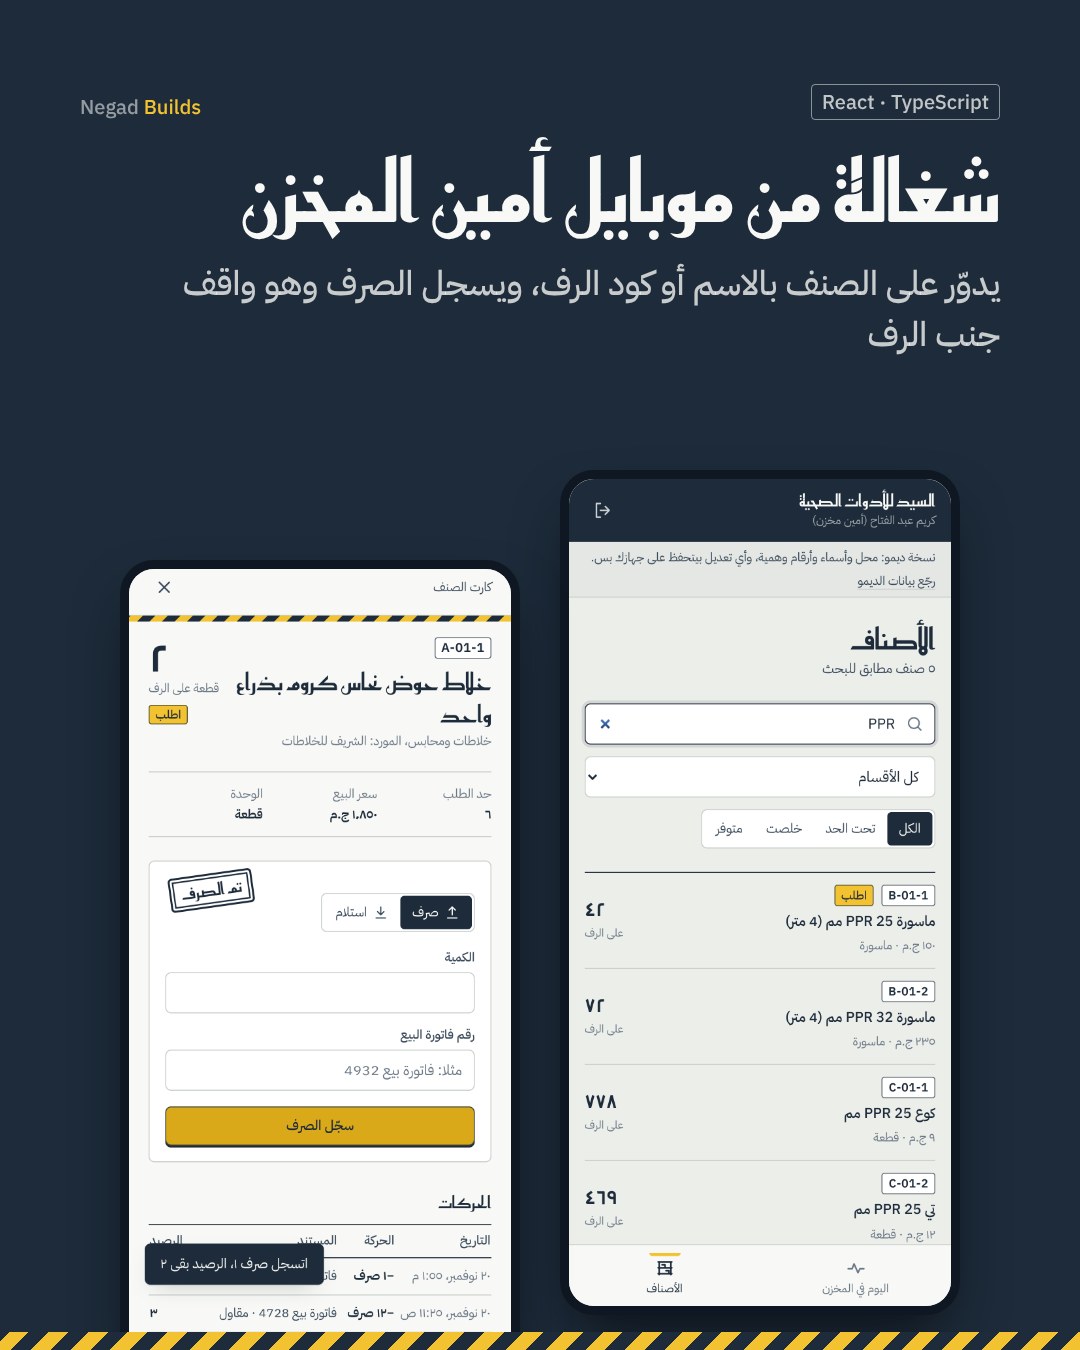 Negad Builds
React · TypeScript
شغالة من موبايل أمين المخزن
يدوّر على الصنف بالاسم أو كود الرف، ويسجل الصرف وهو واقف
جنب الرف
السيد للأدوات الصحية
كريم عبد الفتاح (أمين مخزن)
نسخة ديمو: محل وأسماء وأرقام وهمية، وأي تعديل بيتحفظ على جهازك بس.
رجّع بيانات الديمو
الأصناف
٥ صنف مطابق للبحث
PPR
كل الأقسام
الكل
تحت الحد
خلصت
متوفر
B-01-1
اطلب
ماسورة PPR 25 مم (4 متر)
١٥٠ ج.م · ماسورة
٤٢
على الرف
B-01-2
ماسورة PPR 32 مم (4 متر)
٢٣٥ ج.م · ماسورة
٧٢
على الرف
C-01-1
كوع PPR 25 مم
٩ ج.م · قطعة
٧٧٨
على الرف
C-01-2
تي PPR 25 مم
١٢ ج.م · قطعة
٤٦٩
على الرف
اليوم في المخزن
الأصناف
كارت الصنف
A-01-1
خلاط حوض نحاس كروم بذراع
واحد
خلاطات ومحابس، المورد: الشريف للخلاطات
٢
قطعة على الرف
اطلب
حد الطلب
سعر البيع
الوحدة
٦
١٬٨٥٠ ج.م
قطعة
تم الصرف
صرف
استلام
الكمية
رقم فاتورة البيع
مثلا: فاتورة بيع 4932
سجّل الصرف
الحركات
التاريخ
الحركة
المستند
الرصيد
اتسجل صرف ١، الرصيد بقى ٢
٢٠ نوفمبر، ١:٥٥ م
−١ صرف
٢٠ نوفمبر، ١١:٢٥ ص
−١٢ صرف
فاتورة بيع 4728 · مقاول
٣